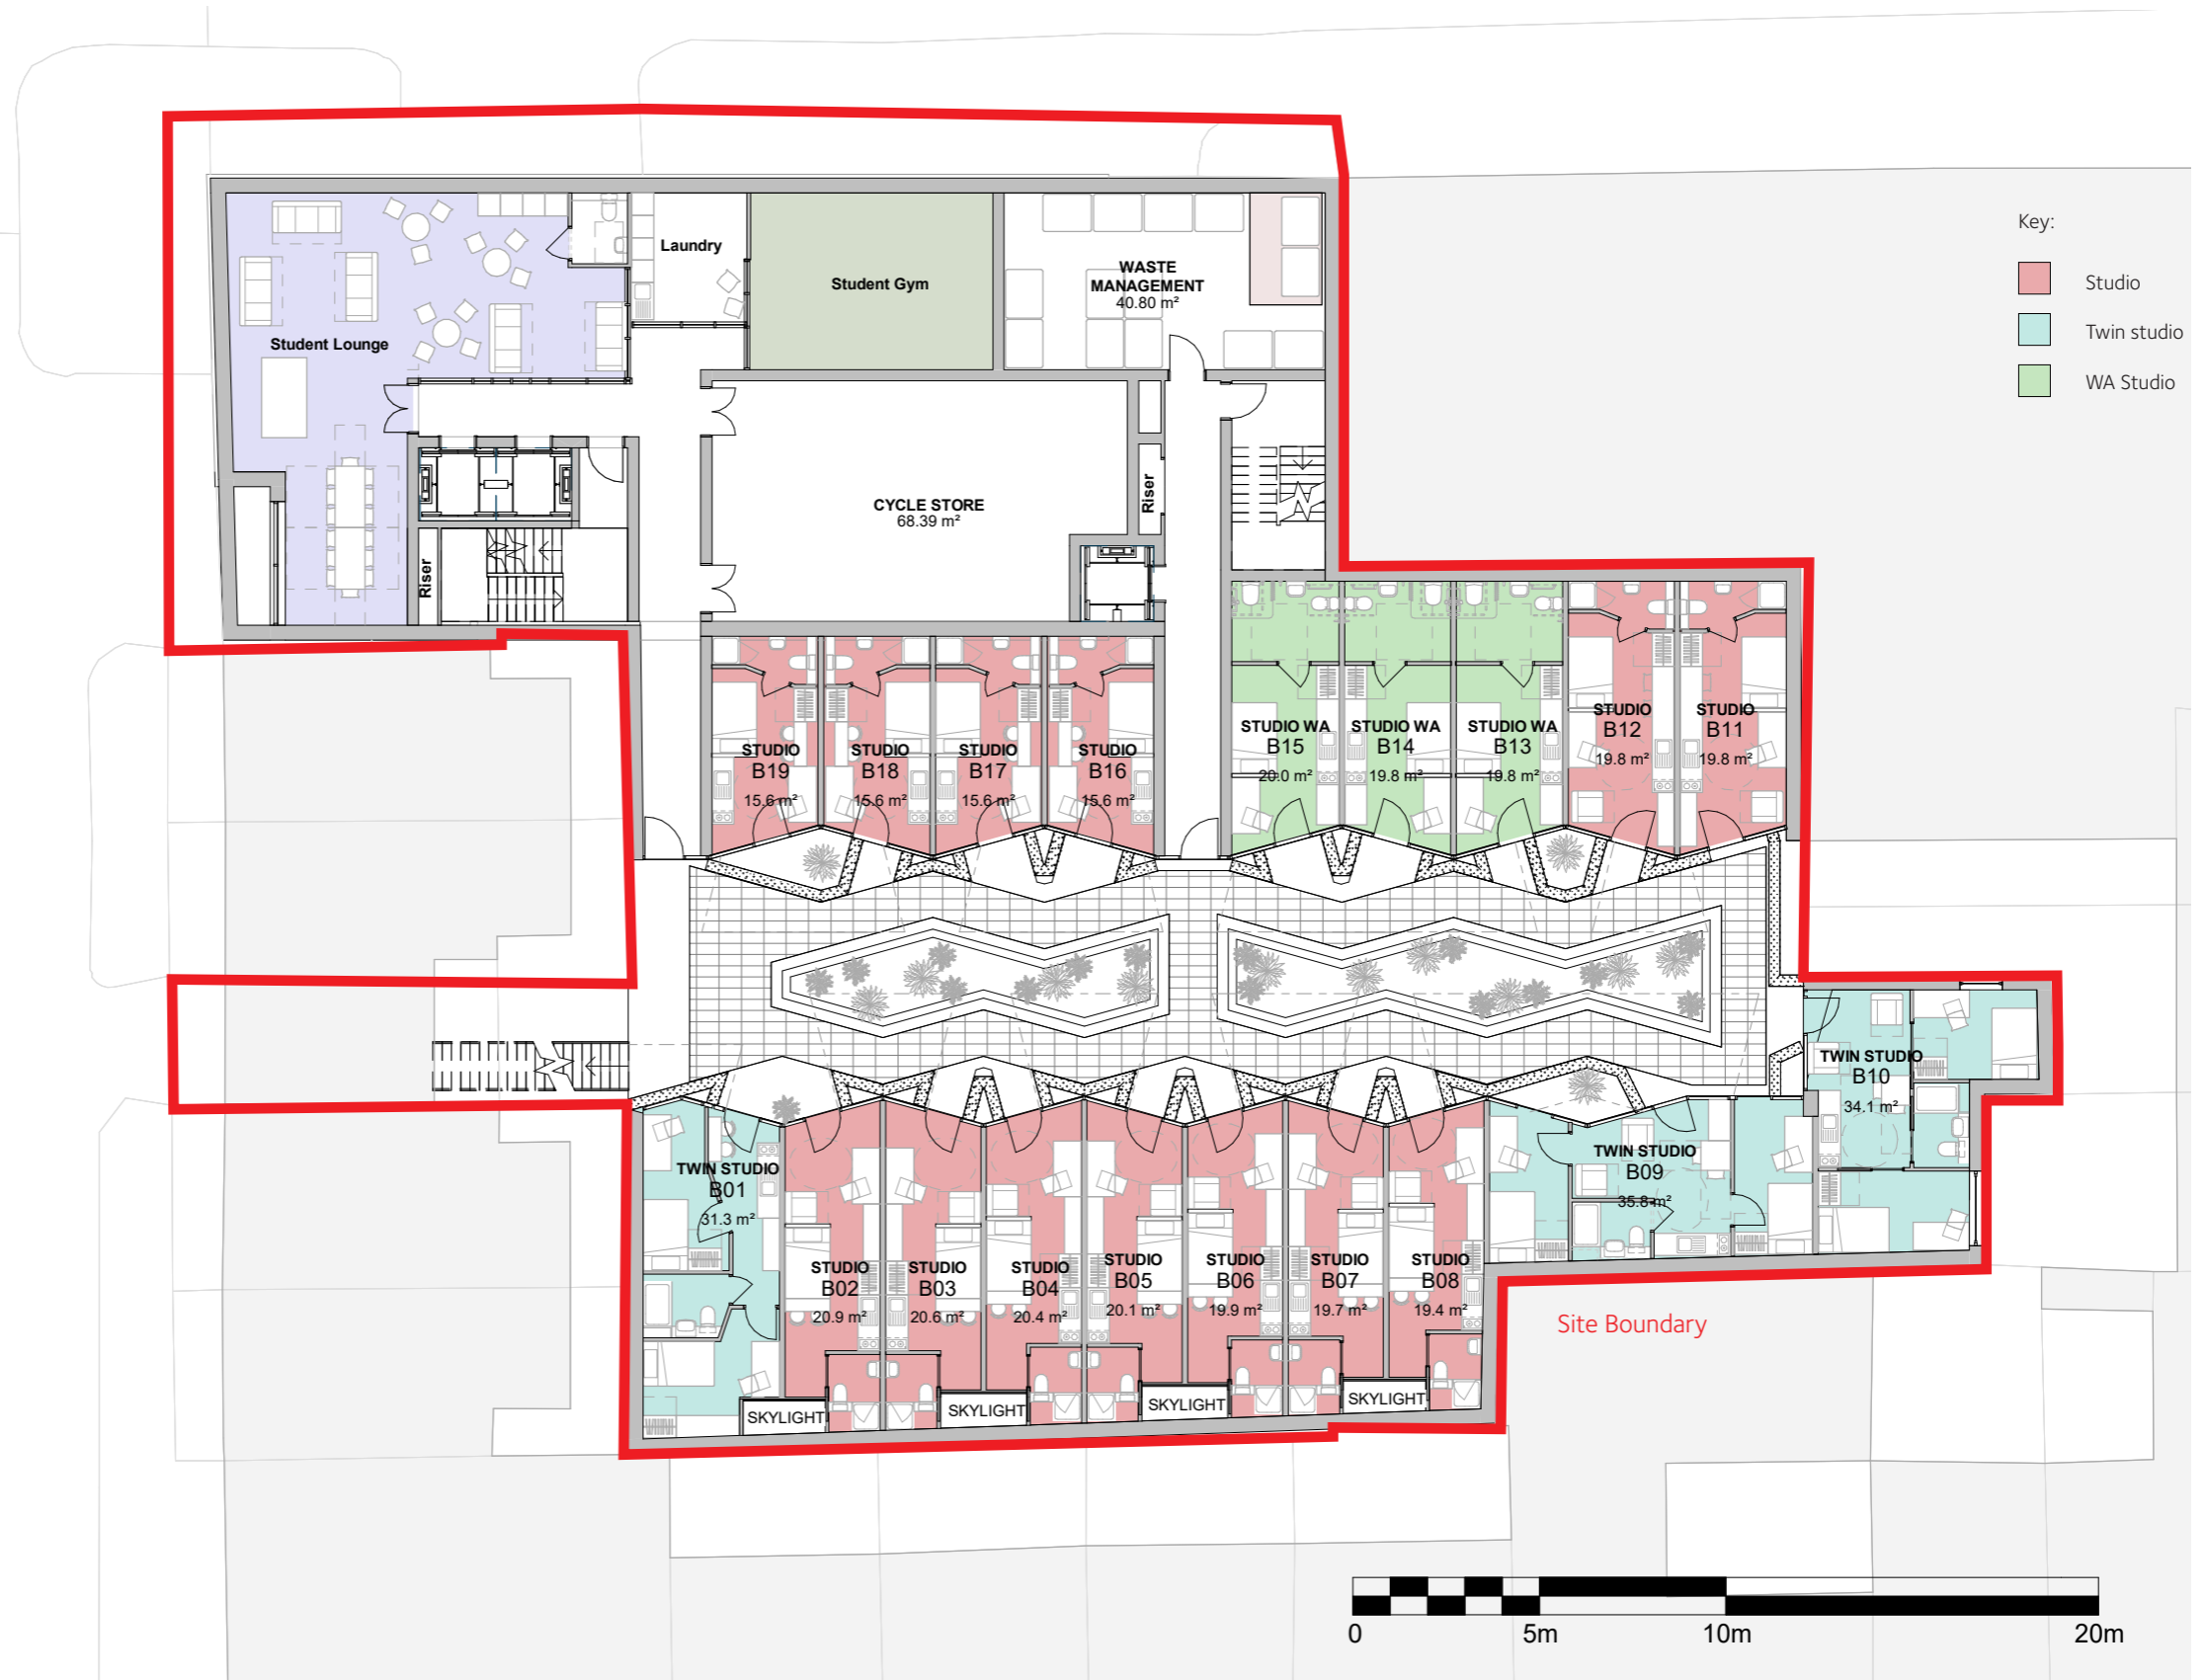 Key:
Studio
Twin studio
WA Studio
Laundry
Student Gym
WASTE
MANAGEMENT
40.80 m²
Student Lounge
CYCLE STORE
68.39 m²
Riser
Riser
STUDIO
B19
15.6 m²
STUDIO
B18
15.6 m²
STUDIO
B17
15.6 m²
STUDIO
B16
15.6 m²
STUDIO WA
B15
20.0 m²
STUDIO WA
B14
19.8 m²
STUDIO WA
B13
19.8 m²
STUDIO
B12
19.8 m²
STUDIO
B11
19.8 m²
TWIN STUDIO
B10
34.1 m²
TWIN STUDIO
B09
35.8 m²
TWIN STUDIO
B01
31.3 m²
STUDIO
B02
20.9 m²
STUDIO
B03
20.6 m²
STUDIO
B04
20.4 m²
STUDIO
B05
20.1 m²
STUDIO
B06
19.9 m²
STUDIO
B07
19.7 m²
STUDIO
B08
19.4 m²
SKYLIGHT
SKYLIGHT
SKYLIGHT
SKYLIGHT
Site Boundary
0 5m 10m 20m